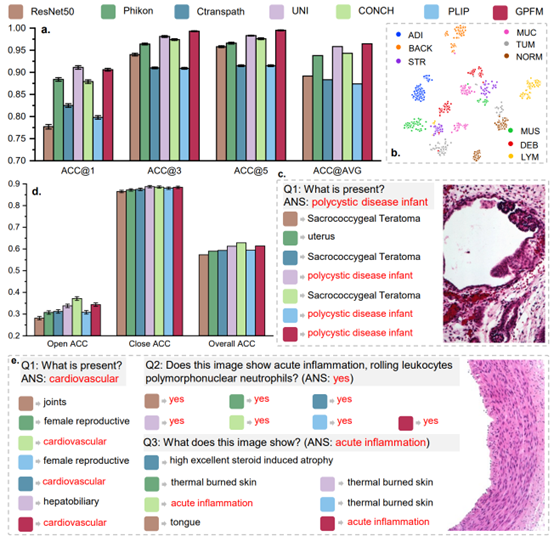 ResNet50 Phikon Ctranspath UNI CONCH PLIP GPFM
a.
1.00
0.95
0.90
0.85
0.80
0.75
0.70
ACC@1 ACC@3 ACC@5 ACC@AVG
ADI
BACK
STR
MUC
TUM
NORM
MUS
DEB
LYM
b.
d.
0.9
0.8
0.7
0.6
0.5
0.4
0.3
0.2
Open ACC Close ACC Overall ACC
c.
Q1: What is present?
ANS: polycystic disease infant
Sacrococcygeal Teratoma
uterus
Sacrococcygeal Teratoma
polycystic disease infant
Sacrococcygeal Teratoma
polycystic disease infant
polycystic disease infant
e.
Q1: What is present?
ANS: cardiovascular
joints
female reproductive
cardiovascular
female reproductive
cardiovascular
hepatobiliary
cardiovascular
Q2: Does this image show acute inflammation, rolling leukocytes
polymorphonuclear neutrophils? (ANS: yes)
yes yes yes
yes yes yes yes
Q3: What does this image show? (ANS: acute inflammation)
high excellent steroid induced atrophy
thermal burned skin thermal burned skin
acute inflammation thermal burned skin
tongue acute inflammation